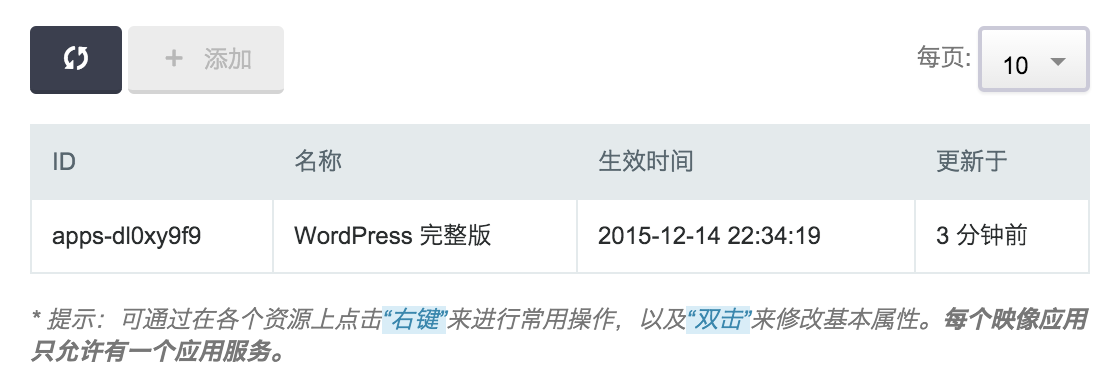 添加
每页:
10
ID 名称 生效时间 更新于
apps-dl0xy9f9 WordPress 完整版 2015-12-14 22:34:19 3 分钟前
* 提示：可通过在各个资源上点击“右键”来进行常用操作，以及“双击”来修改基本属性。每个映像应用
只允许有一个应用服务。